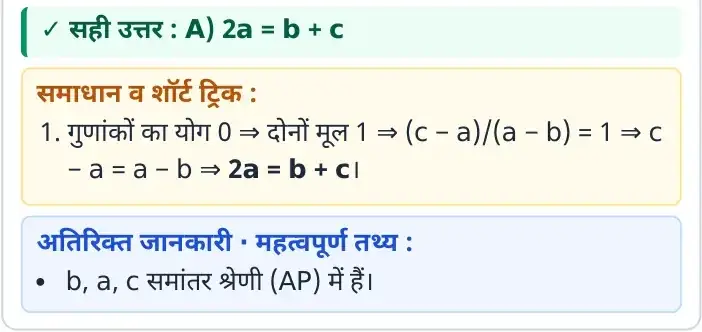 ✓ सही उत्तर : A) 2a = b + c
समाधान व शॉर्ट ट्रिक :
1. गुणांकों का योग 0 ⇒ दोनों मूल 1 ⇒ (c − a)/(a − b) = 1 ⇒ c
− a = a − b ⇒ 2a = b + c।
अतिरिक्त जानकारी · महत्वपूर्ण तथ्य :
• b, a, c समांतर श्रेणी (AP) में हैं।